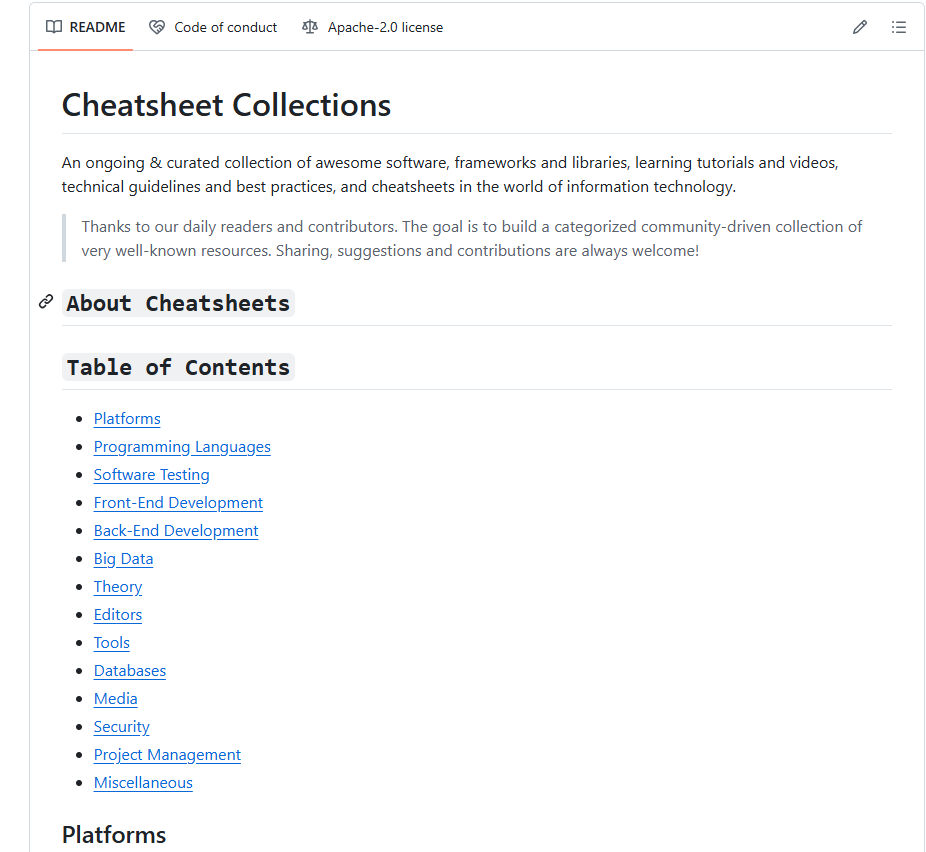 README Code of conduct Apache-2.0 license
Cheatsheet Collections
An ongoing & curated collection of awesome software, frameworks and libraries, learning tutorials and videos,
technical guidelines and best practices, and cheatsheets in the world of information technology.
Thanks to our daily readers and contributors. The goal is to build a categorized community-driven collection of
very well-known resources. Sharing, suggestions and contributions are always welcome!
About Cheatsheets
Table of Contents
Platforms
Programming Languages
Software Testing
Front-End Development
Back-End Development
Big Data
Theory
Editors
Tools
Databases
Media
Security
Project Management
Miscellaneous
Platforms